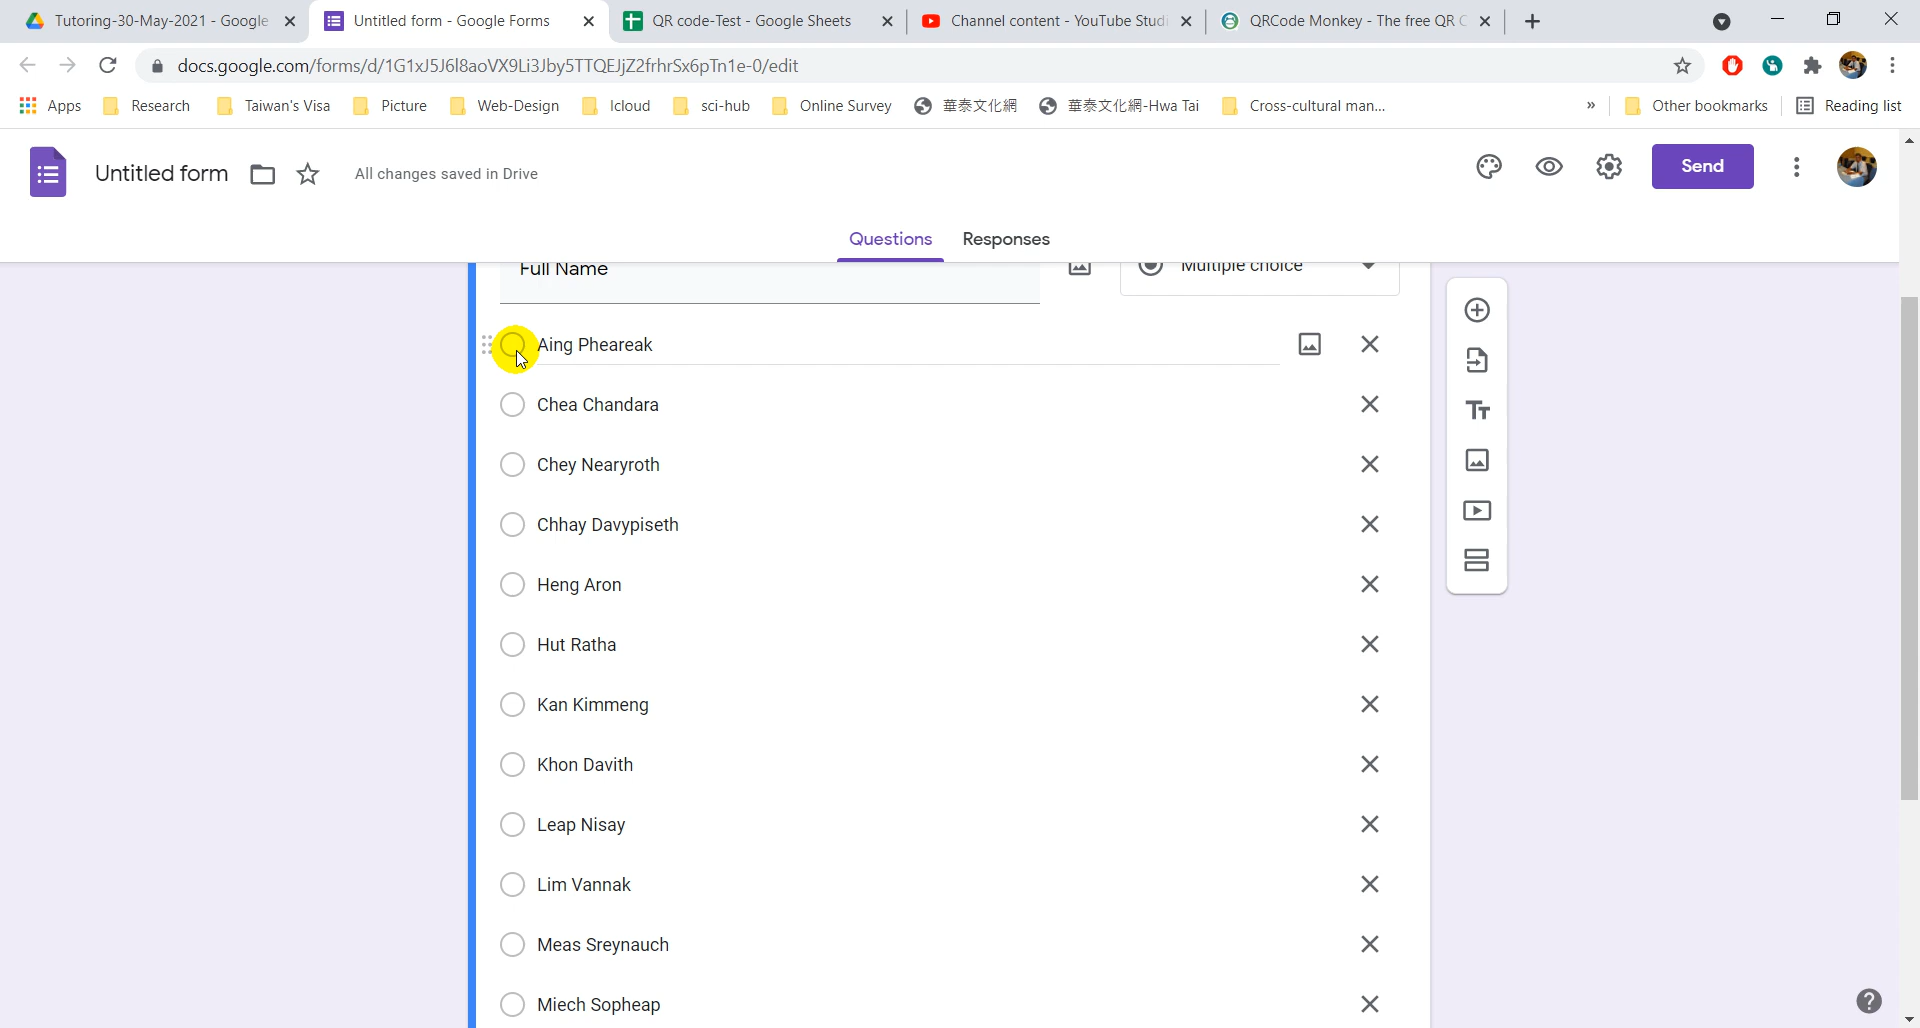 Tutoring-30-May-2021 - Google
Untitled form - Google Forms
QR code-Test - Google Sheets
Channel content - YouTube Studi
QRCode Monkey - The free QR C
docs.google.com/forms/d/1G1xJ5J6l8aoVX9Li3Jby5TTQEJjZ2frhrSx6pTn1e-0/edit
Apps
Research
Taiwan's Visa
Picture
Web-Design
Icloud
sci-hub
Online Survey
華泰文化網
華泰文化網-Hwa Tai
Cross-cultural man...
»
Other bookmarks
Reading list
Untitled form
All changes saved in Drive
Send
Questions
Responses
Full Name
Multiple choice
Aing Pheareak
Chea Chandara
Chey Nearyroth
Chhay Davypiseth
Heng Aron
Hut Ratha
Kan Kimmeng
Khon Davith
Leap Nisay
Lim Vannak
Meas Sreynauch
Miech Sopheap